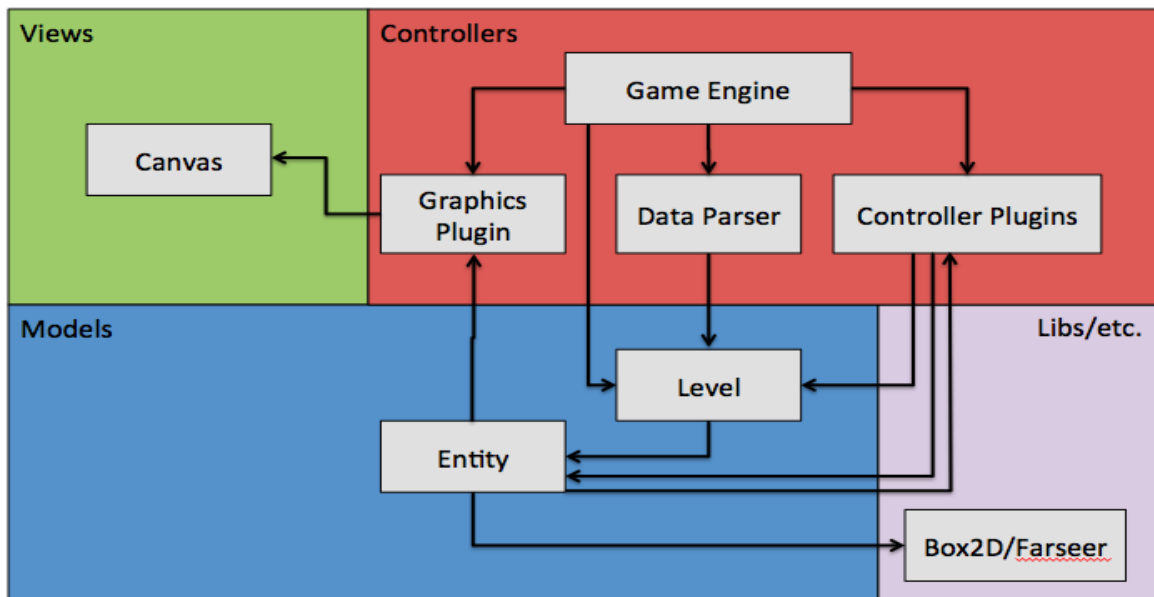 Views
Controllers
Game Engine
Canvas
Graphics
Plugin
Data Parser
Controller Plugins
Models
Libs/etc.
Level
Entity
Box2D/Farseer